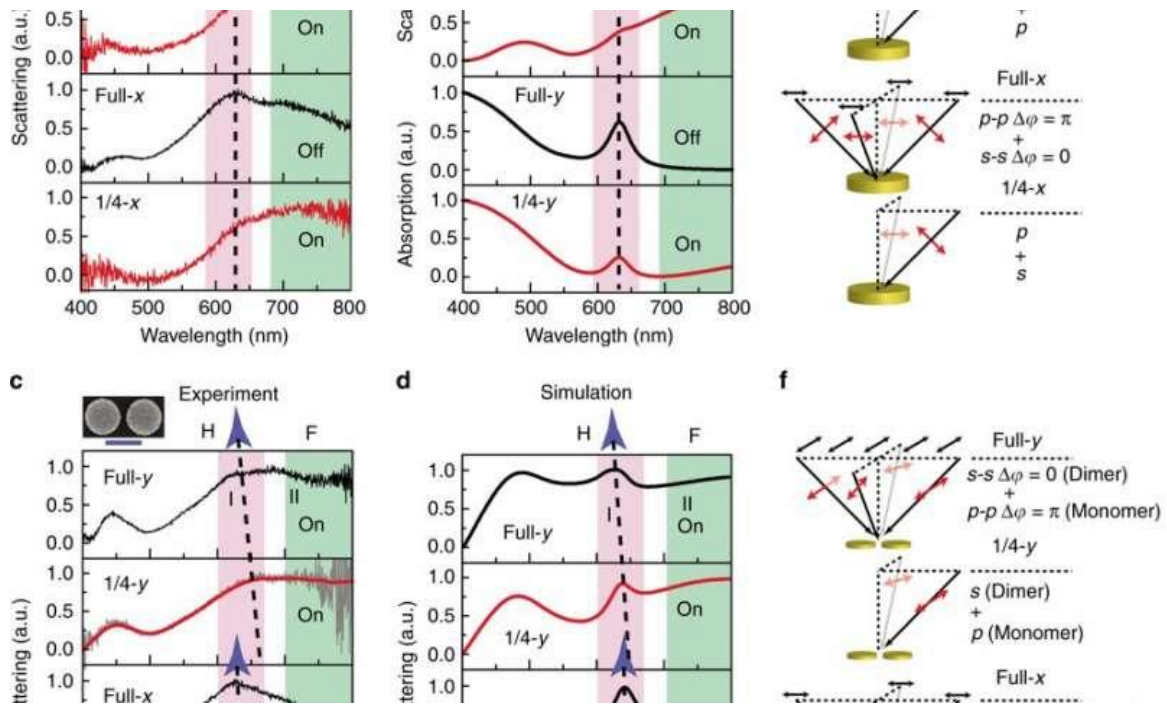 Scattering (a.u.)
0.5
0.0
On
1.0
0.5
0.0
Full-x
Off
1.0
0.5
0.0
1/4-x
On
400 500 600 700 800
Wavelength (nm)
0.5
0.0
On
Absorption (a.u.)
1.0
0.5
0.0
Full-y
Off
1.0
0.5
0.0
1/4-y
On
400 500 600 700 800
Wavelength (nm)
p
Full-x
p-p Δφ = π
+
s-s Δφ = 0
1/4-x
p
+
s
c
Experiment
H F
1.0
0.5
0.0
Full-y
I II
On
1.0
0.5
0.0
1/4-y
On
1.0
Full-x
d
Simulation
H F
1.0
0.5
0.0
I II
On
Full-y
1.0
0.5
0.0
On
1/4-y
1.0
f
Full-y
s-s Δφ = 0 (Dimer)
+
p-p Δφ = π (Monomer)
1/4-y
s (Dimer)
+
p (Monomer)
Full-x